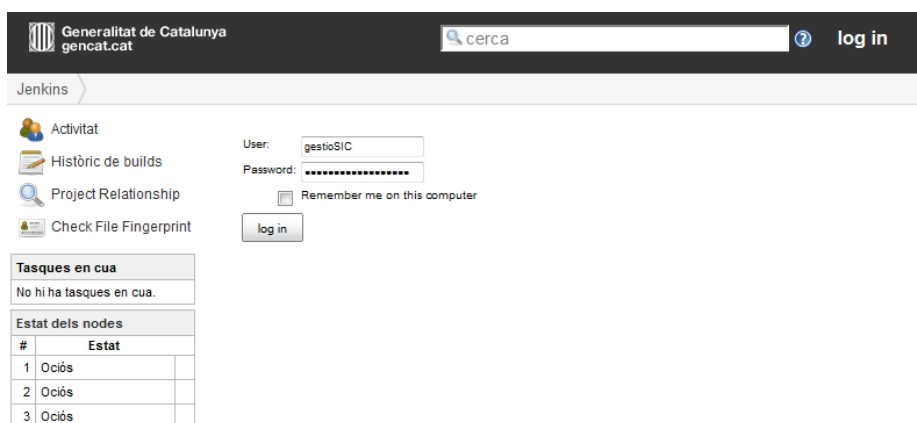 Generalitat de Catalunya
gencat.cat
cerca
log in
Jenkins
Activitat
Històric de builds
Project Relationship
Check File Fingerprint
User: gestioSIC
Password: ••••••••••••••••••
Remember me on this computer
log in
Tasques en cua
No hi ha tasques en cua.
Estat dels nodes
# Estat
1 Ociós
2 Ociós
3 Ociós